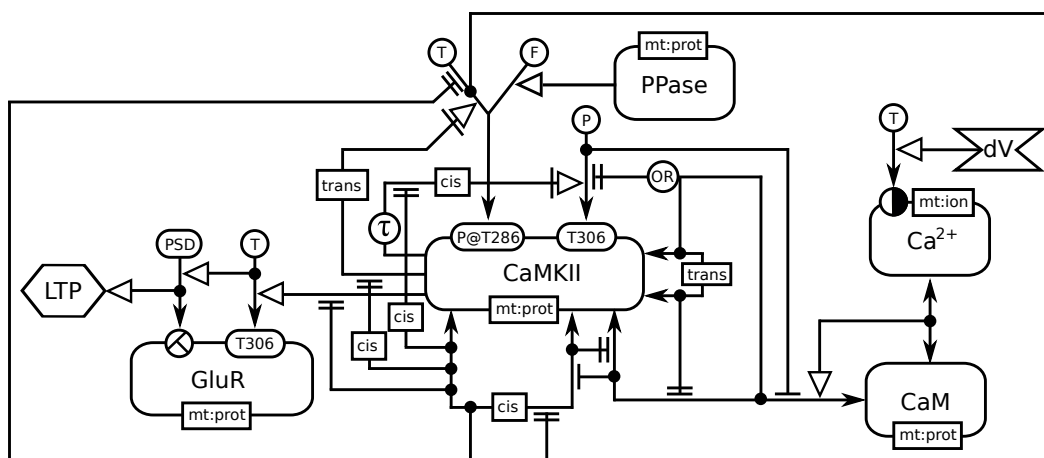 T
F
mt:prot
PPase
P
T
dV
trans
cis
OR
mt:ion
Ca2+
τ
P@T286
T306
CaMKII
trans
mt:prot
PSD
T
LTP
cis
cis
T306
GluR
mt:prot
cis
CaM
mt:prot